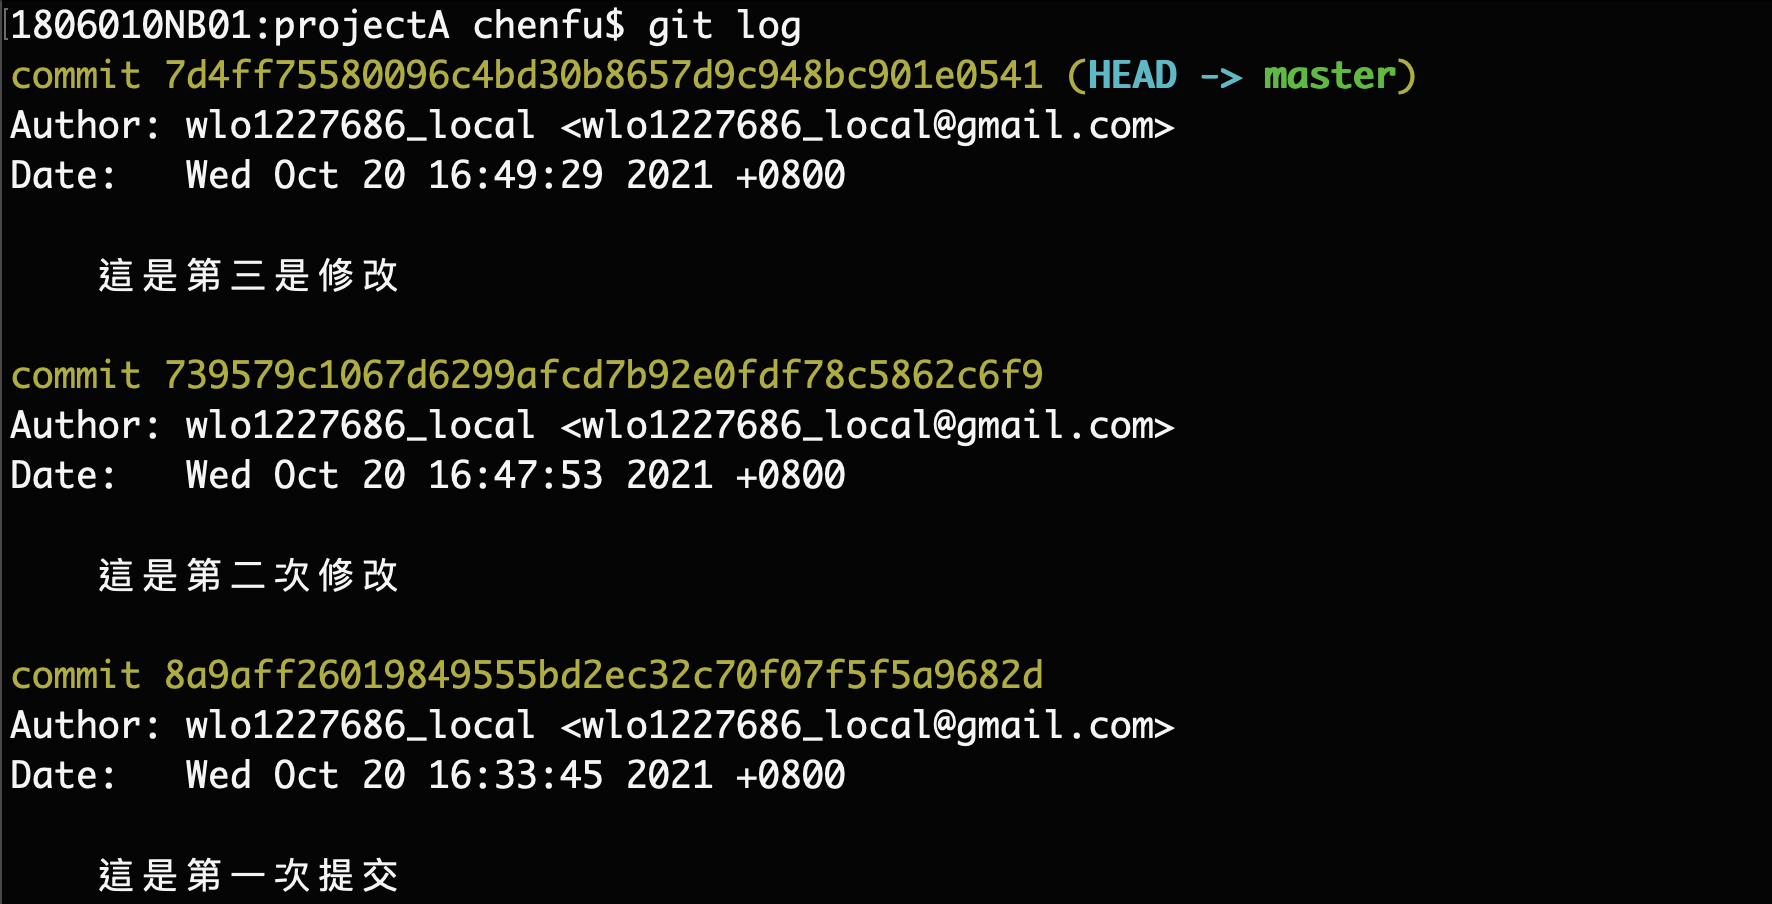 1806010NB01:projectA chenfu$ git log
commit 7d4ff75580096c4bd30b8657d9c948bc901e0541 (HEAD -> master)
Author: wlo1227686_local <wlo1227686_local@gmail.com>
Date:   Wed Oct 20 16:49:29 2021 +0800
這是第三是修改
commit 739579c1067d6299afcd7b92e0fdf78c5862c6f9
Author: wlo1227686_local <wlo1227686_local@gmail.com>
Date:   Wed Oct 20 16:47:53 2021 +0800
這是第二次修改
commit 8a9aff26019849555bd2ec32c70f07f5f5a9682d
Author: wlo1227686_local <wlo1227686_local@gmail.com>
Date:   Wed Oct 20 16:33:45 2021 +0800
這是第一次提交